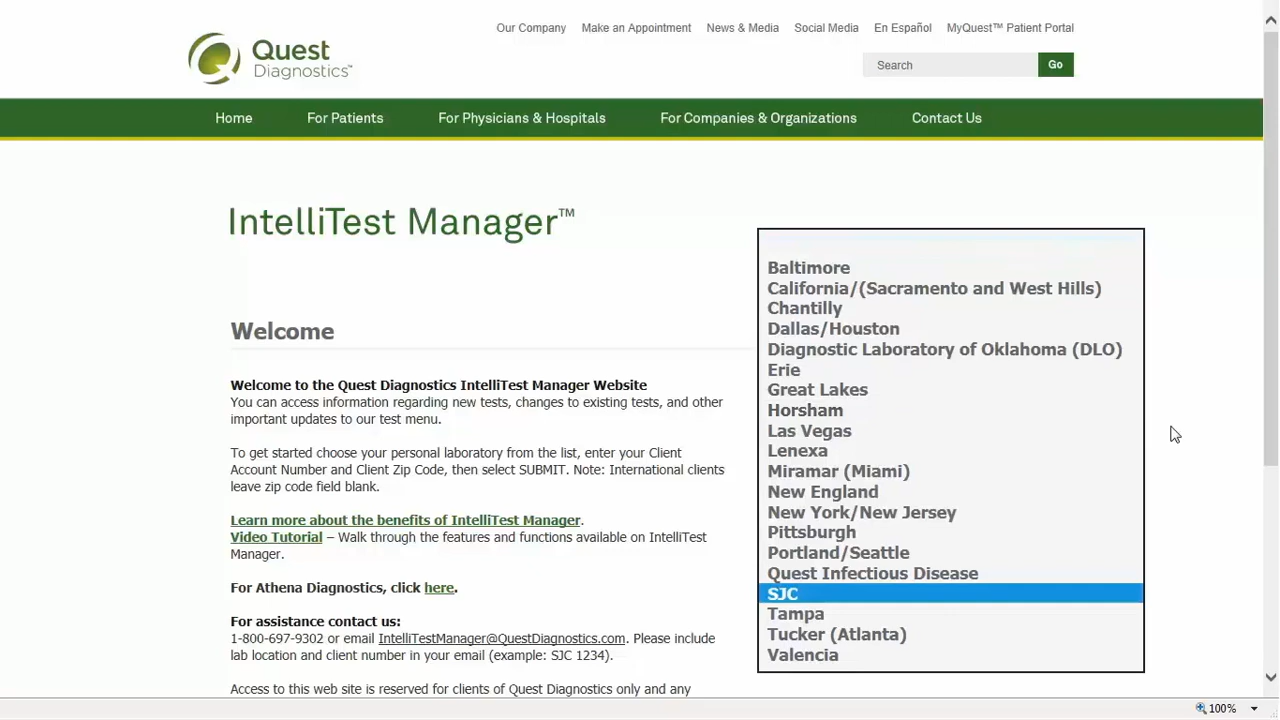 Our Company Make an Appointment News & Media Social Media En Español MyQuest™ Patient Portal
Quest
Diagnostics™
Search Go
Home For Patients For Physicians & Hospitals For Companies & Organizations Contact Us
IntelliTest Manager™
Welcome
Welcome to the Quest Diagnostics IntelliTest Manager Website
You can access information regarding new tests, changes to existing tests, and other
important updates to our test menu.
To get started choose your personal laboratory from the list, enter your Client
Account Number and Client Zip Code, then select SUBMIT. Note: International clients
leave zip code field blank.
Learn more about the benefits of IntelliTest Manager.
Video Tutorial – Walk through the features and functions available on IntelliTest
Manager.
For Athena Diagnostics, click here.
For assistance contact us:
1-800-697-9302 or email IntelliTestManager@QuestDiagnostics.com. Please include
lab location and client number in your email (example: SJC 1234).
Access to this web site is reserved for clients of Quest Diagnostics only and any
Baltimore
California/(Sacramento and West Hills)
Chantilly
Dallas/Houston
Diagnostic Laboratory of Oklahoma (DLO)
Erie
Great Lakes
Horsham
Las Vegas
Lenexa
Miramar (Miami)
New England
New York/New Jersey
Pittsburgh
Portland/Seattle
Quest Infectious Disease
SJC
Tampa
Tucker (Atlanta)
Valencia
100%